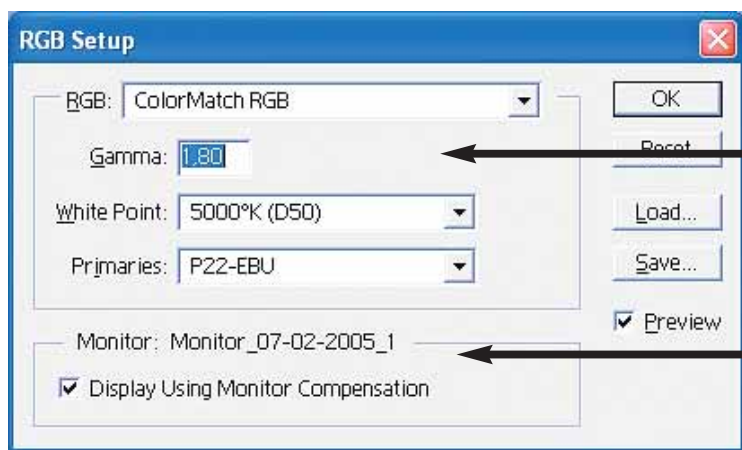 RGB Setup
RGB: ColorMatch RGB
OK
Gamma: 1.80
Reset
White Point: 5000°K (D50)
Load...
Primaries: P22-EBU
Save...
Preview
Monitor: Monitor_07-02-2005_1
Display Using Monitor Compensation